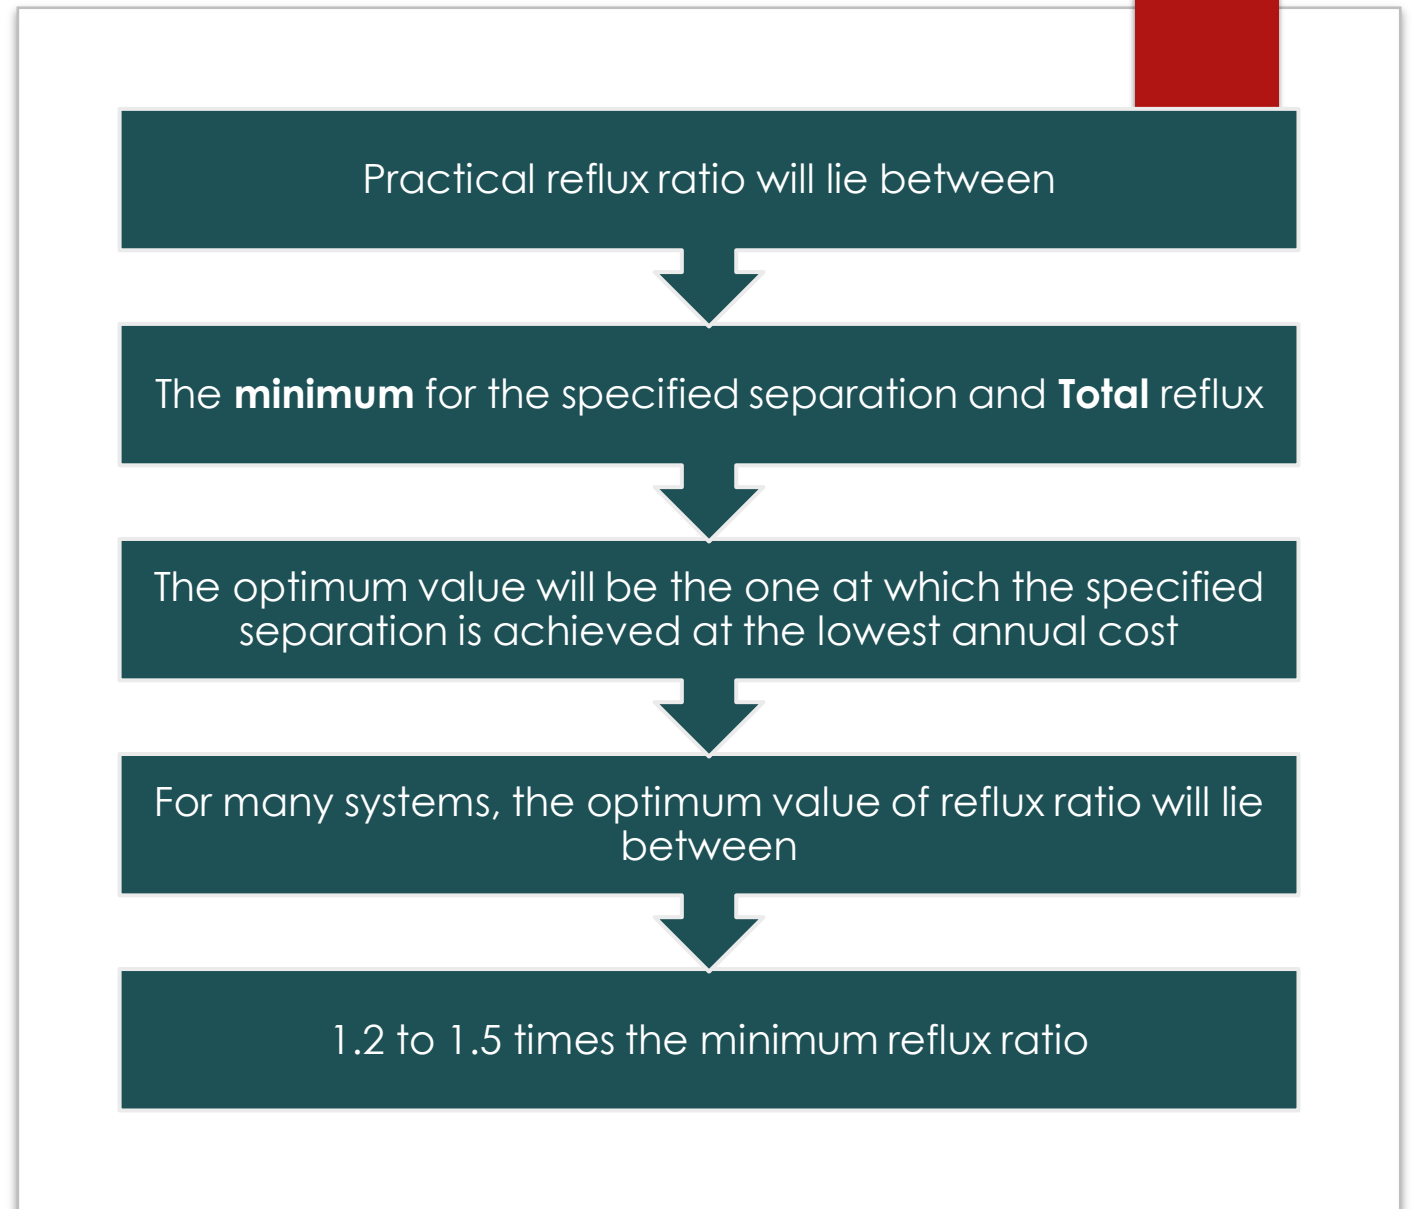 Practical reflux ratio will lie between
The minimum for the specified separation and Total reflux
The optimum value will be the one at which the specified
separation is achieved at the lowest annual cost
For many systems, the optimum value of reflux ratio will lie
between
1.2 to 1.5 times the minimum reflux ratio